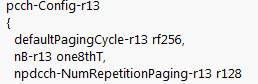 pcch-Config-r13
{
defaultPagingCycle-r13 rf256,
nB-r13 one8thT,
npdcch-NumRepetitionPaging-r13 r128